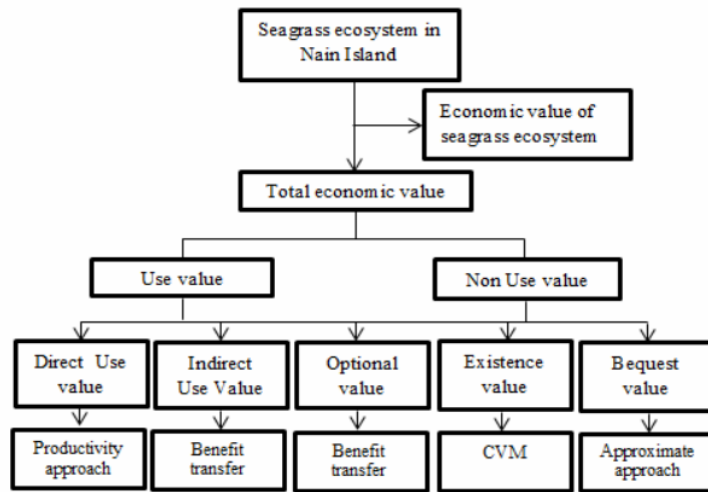 Seagrass ecosystem in
Nain Island
Economic value of
seagrass ecosystem
Total economic value
Use value
Non Use value
Direct Use
value
Indirect
Use Value
Optional
value
Existence
value
Bequest
value
Productivity
approach
Benefit
transfer
Benefit
transfer
CVM
Approximate
approach